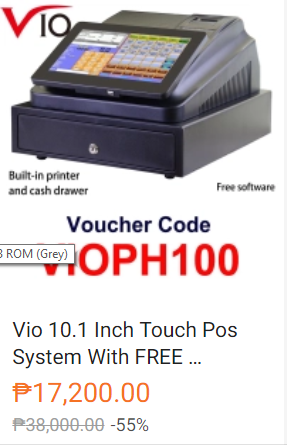 VIO
Built-in printer
and cash drawer
Free software
Voucher Code
VIOPH100
3 ROM (Grey)
Vio 10.1 Inch Touch Pos
System With FREE ...
₱17,200.00
₱38,000.00 -55%